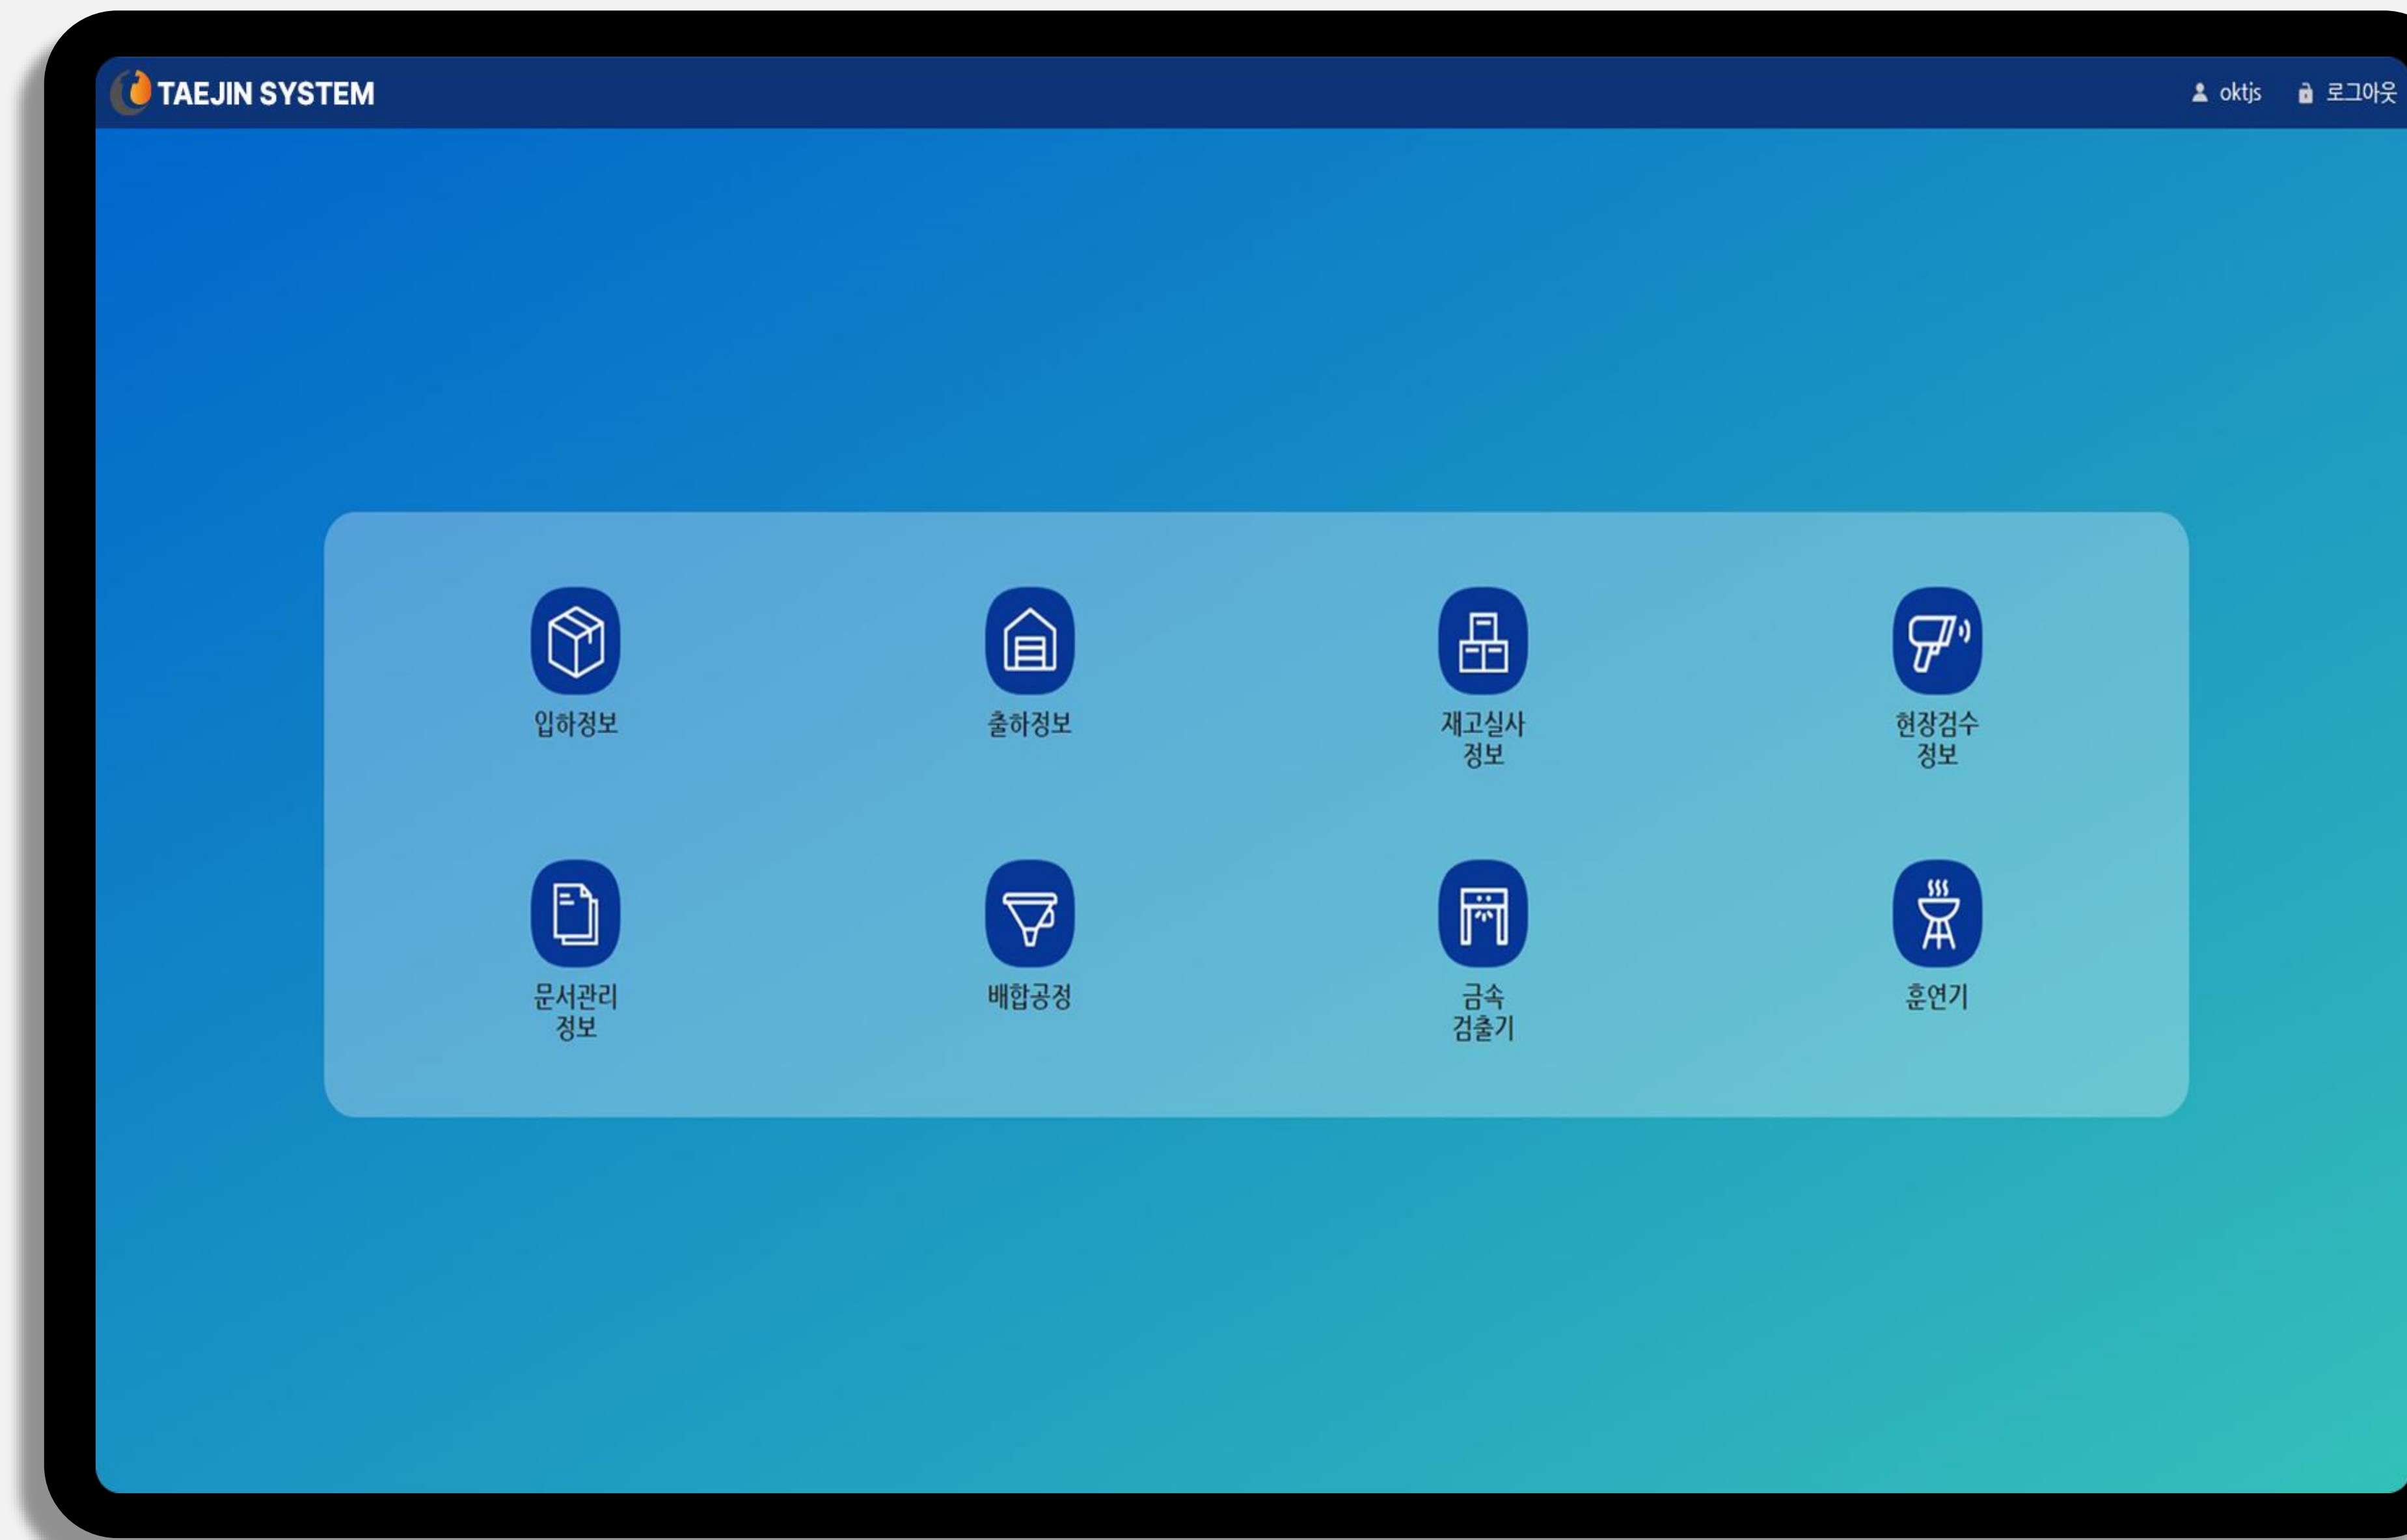 TAEJIN SYSTEM
oktjs 로그아웃
입하정보
출하정보
재고실사
정보
현장검수
정보
문서관리
정보
배합공정
금속
검출기
훈연기